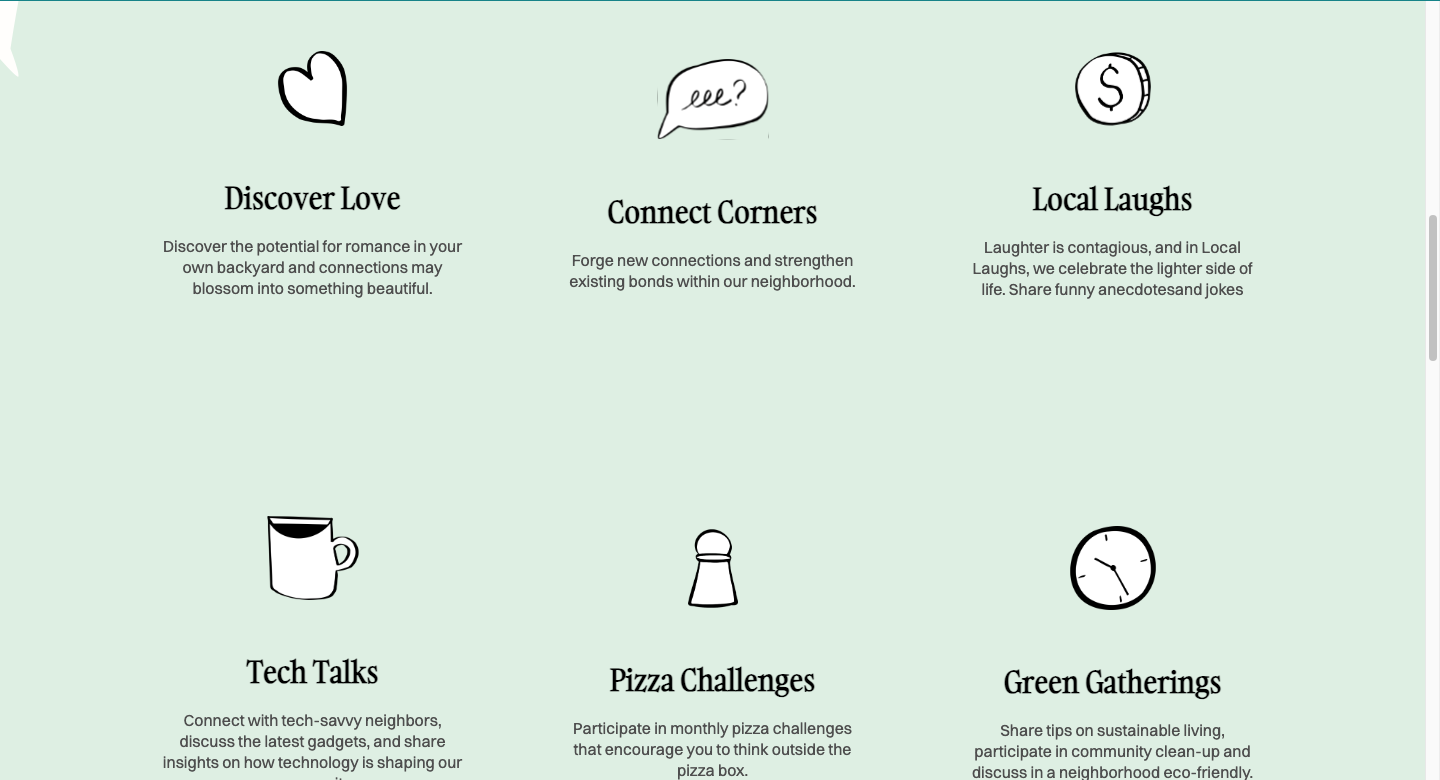 eee?
$
Discover Love
Connect Corners
Local Laughs
Discover the potential for romance in your
own backyard and connections may
blossom into something beautiful.
Forge new connections and strengthen
existing bonds within our neighborhood.
Laughter is contagious, and in Local
Laughs, we celebrate the lighter side of
life. Share funny anecdotesand jokes
Tech Talks
Pizza Challenges
Green Gatherings
Connect with tech-savvy neighbors,
discuss the latest gadgets, and share
insights on how technology is shaping our
Participate in monthly pizza challenges
that encourage you to think outside the
pizza box.
Share tips on sustainable living,
participate in community clean-up and
discuss in a neighborhood eco-friendly.